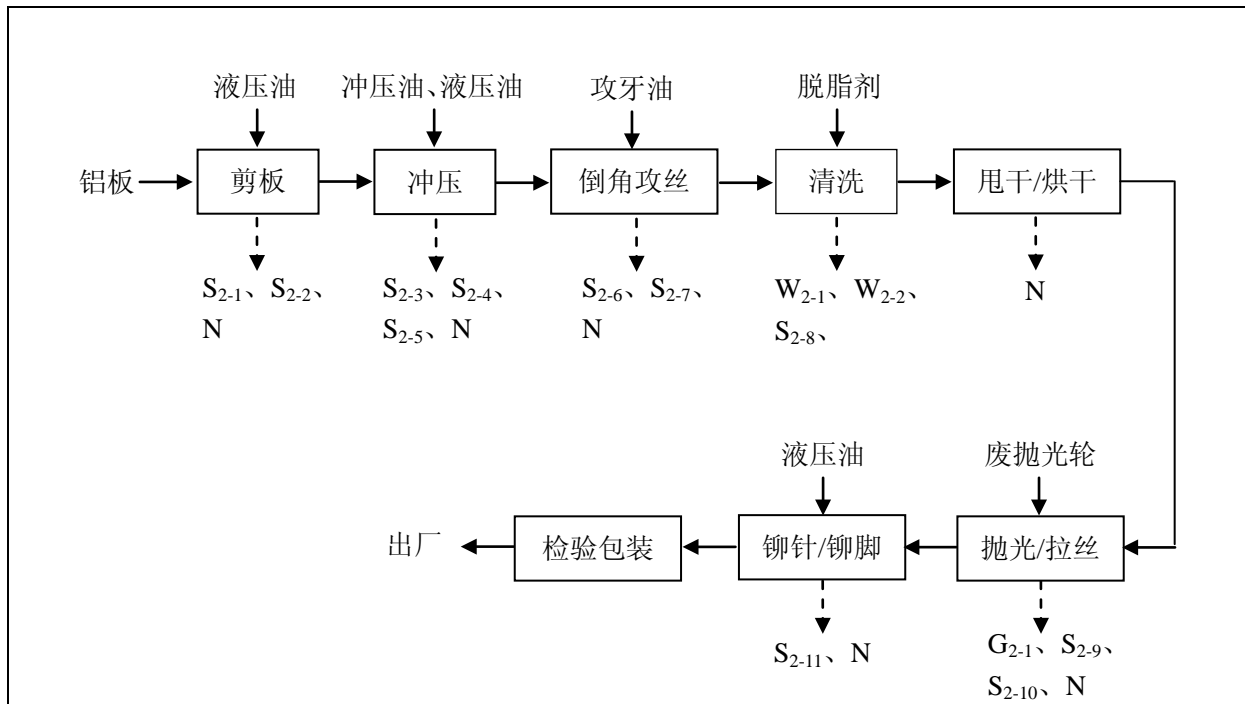 液压油
冲压油、液压油
攻牙油
脱脂剂
铝板
剪板
冲压
倒角攻丝
清洗
甩干/烘干
S2-1、S2-2、
N
S2-3、S2-4、
S2-5、N
S2-6、S2-7、
N
W2-1、W2-2、
S2-8、
N
液压油
废抛光轮
出厂
检验包装
铆针/铆脚
抛光/拉丝
S2-11、N
G2-1、S2-9、
S2-10、N